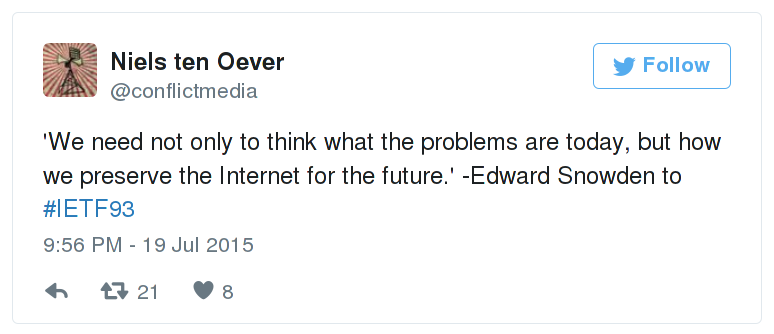 Niels ten Oever
@conflictmedia
Follow
'We need not only to think what the problems are today, but how
we preserve the Internet for the future.' -Edward Snowden to
#IETF93
9:56 PM - 19 Jul 2015
21
8